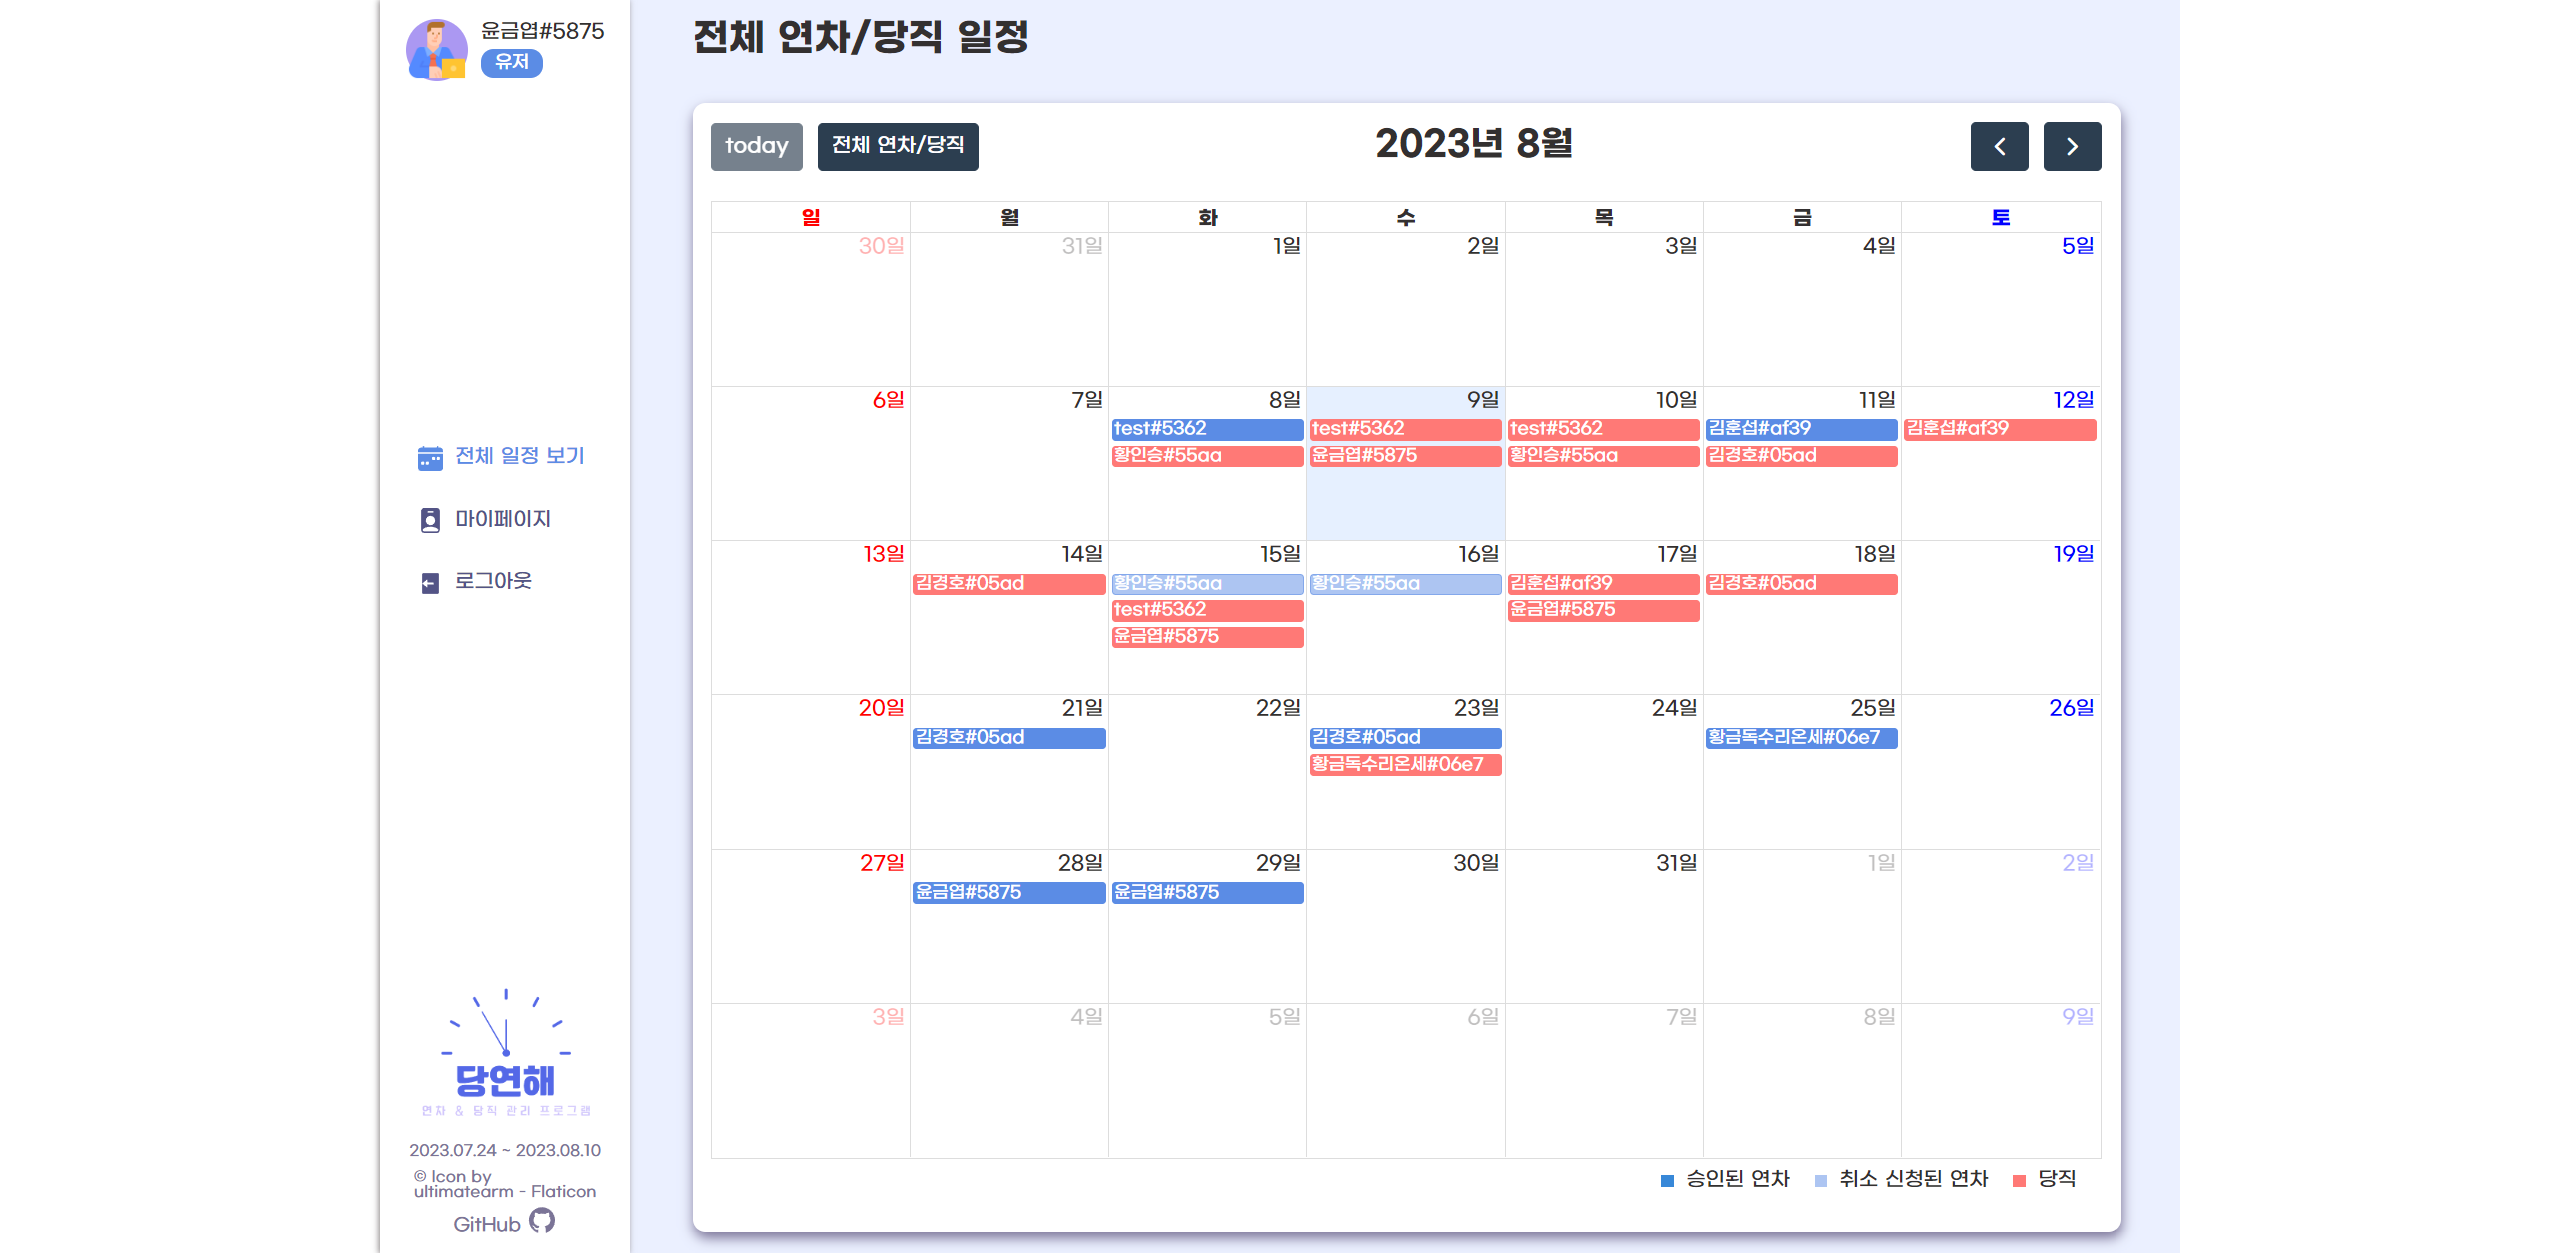 윤금엽#5875
유저
전체 일정 보기
마이페이지
로그아웃
당연해
연차 & 당직 관리 프로그램
2023.07.24 ~ 2023.08.10
© Icon by
ultimatearm - Flaticon
GitHub
전체 연차/당직 일정
today 전체 연차/당직 2023년 8월
일 월 화 수 목 금 토
30일 31일 1일 2일 3일 4일 5일
6일 7일 8일 9일 10일 11일 12일
test#5362 test#5362 test#5362 김훈섭#af39 김훈섭#af39
황인승#55aa 윤금엽#5875 황인승#55aa 김경호#05ad
13일 14일 15일 16일 17일 18일 19일
김경호#05ad 황인승#55aa 황인승#55aa 김훈섭#af39 김경호#05ad
test#5362 윤금엽#5875
윤금엽#5875
20일 21일 22일 23일 24일 25일 26일
김경호#05ad 김경호#05ad 황금독수리온세#06e7
황금독수리온세#06e7
27일 28일 29일 30일 31일 1일 2일
윤금엽#5875 윤금엽#5875
3일 4일 5일 6일 7일 8일 9일
승인된 연차 취소 신청된 연차 당직